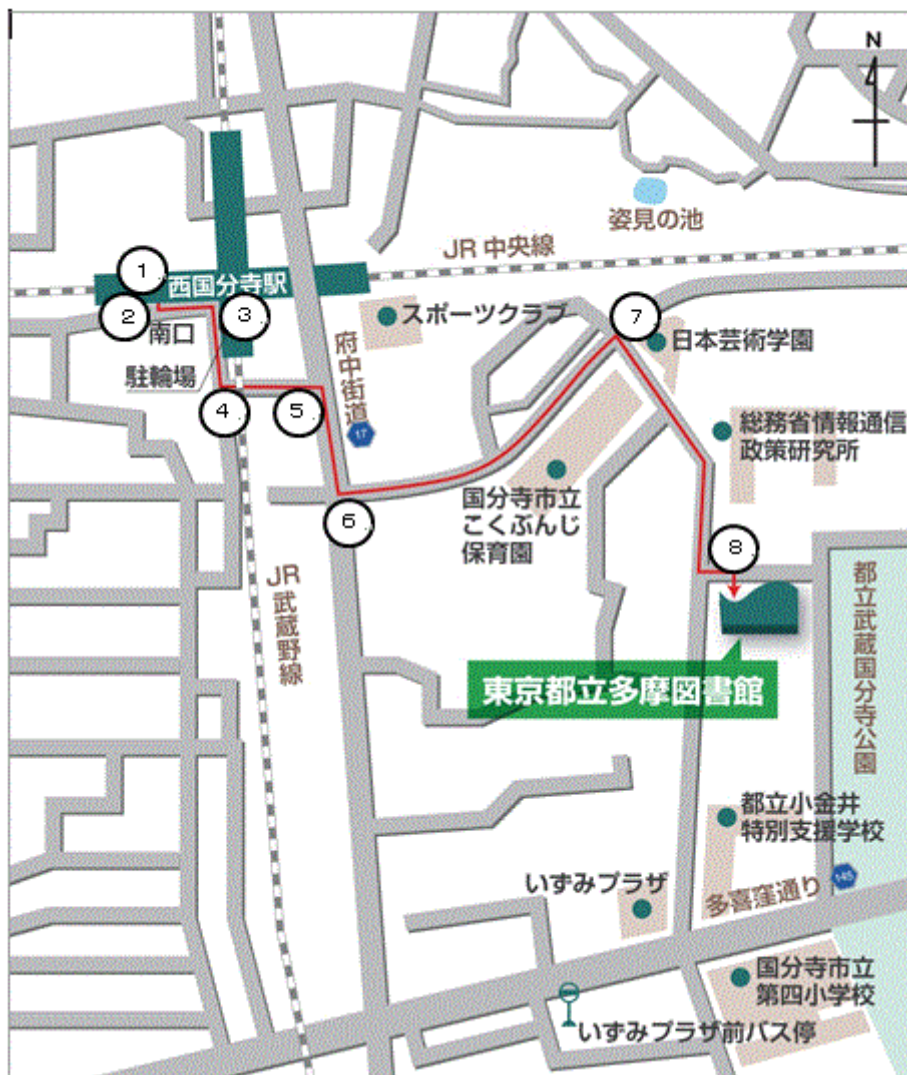 N
姿見の池
JR 中央線
1
西国分寺駅
2
南口
3
スポーツクラブ
7
日本芸術学園
駐輪場
府中街道
17
4
5
総務省情報通信
政策研究所
6
国分寺市立
こくぶんじ
保育園
8
JR 武蔵野線
都立武蔵国分寺公園
東京都立多摩図書館
都立小金井
特別支援学校
いずみプラザ
多喜窪通り
145
国分寺市立
第四小学校
いずみプラザ前バス停